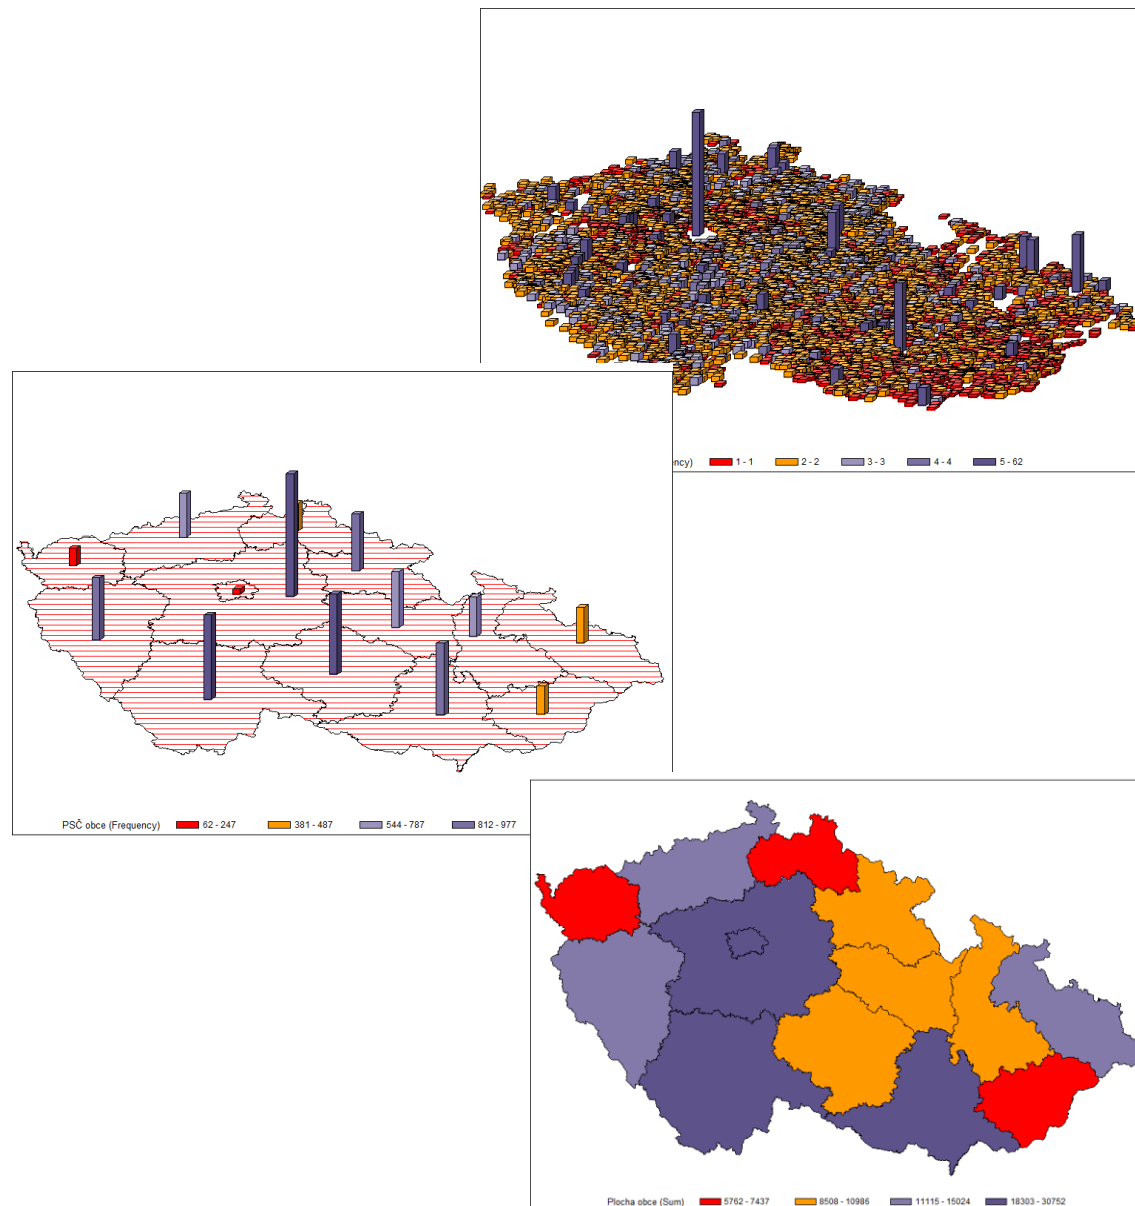 ency) 1 - 1 2 - 2 3 - 3 4 - 4 5 - 62
PSČ obce (Frequency) 62 - 247 381 - 487 544 - 787 812 - 977
Plocha obce (Sum) 5762 - 7437 8508 - 10986 11115 - 15024 18303 - 30752